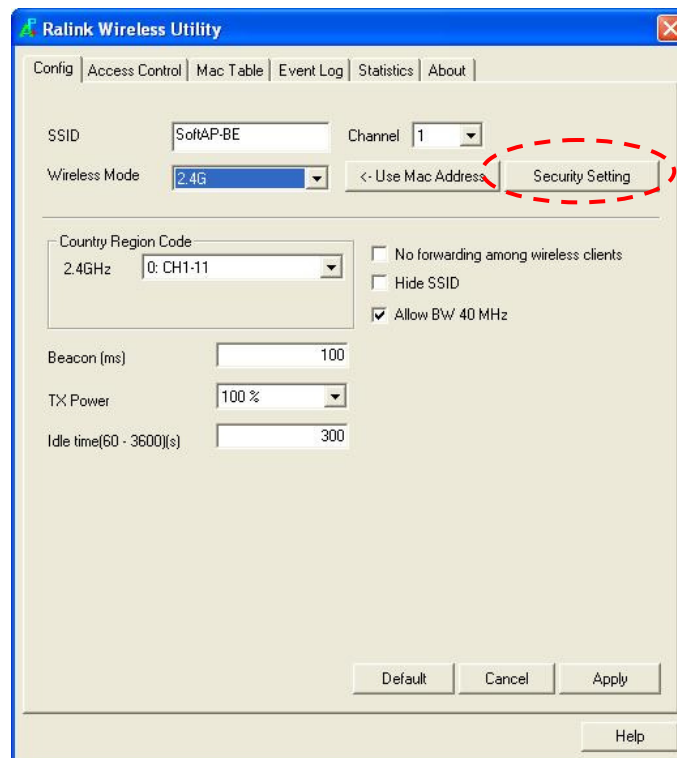 Ralink Wireless Utility
Config Access Control Mac Table Event Log Statistics About
SSID SoftAP-BE Channel 1
Wireless Mode 2.4G <- Use Mac Address Security Setting
Country Region Code
2.4GHz 0: CH1-11
No forwarding among wireless clients
Hide SSID
Allow BW 40 MHz
Beacon (ms) 100
TX Power 100 %
Idle time(60 - 3600)(s) 300
Default Cancel Apply
Help